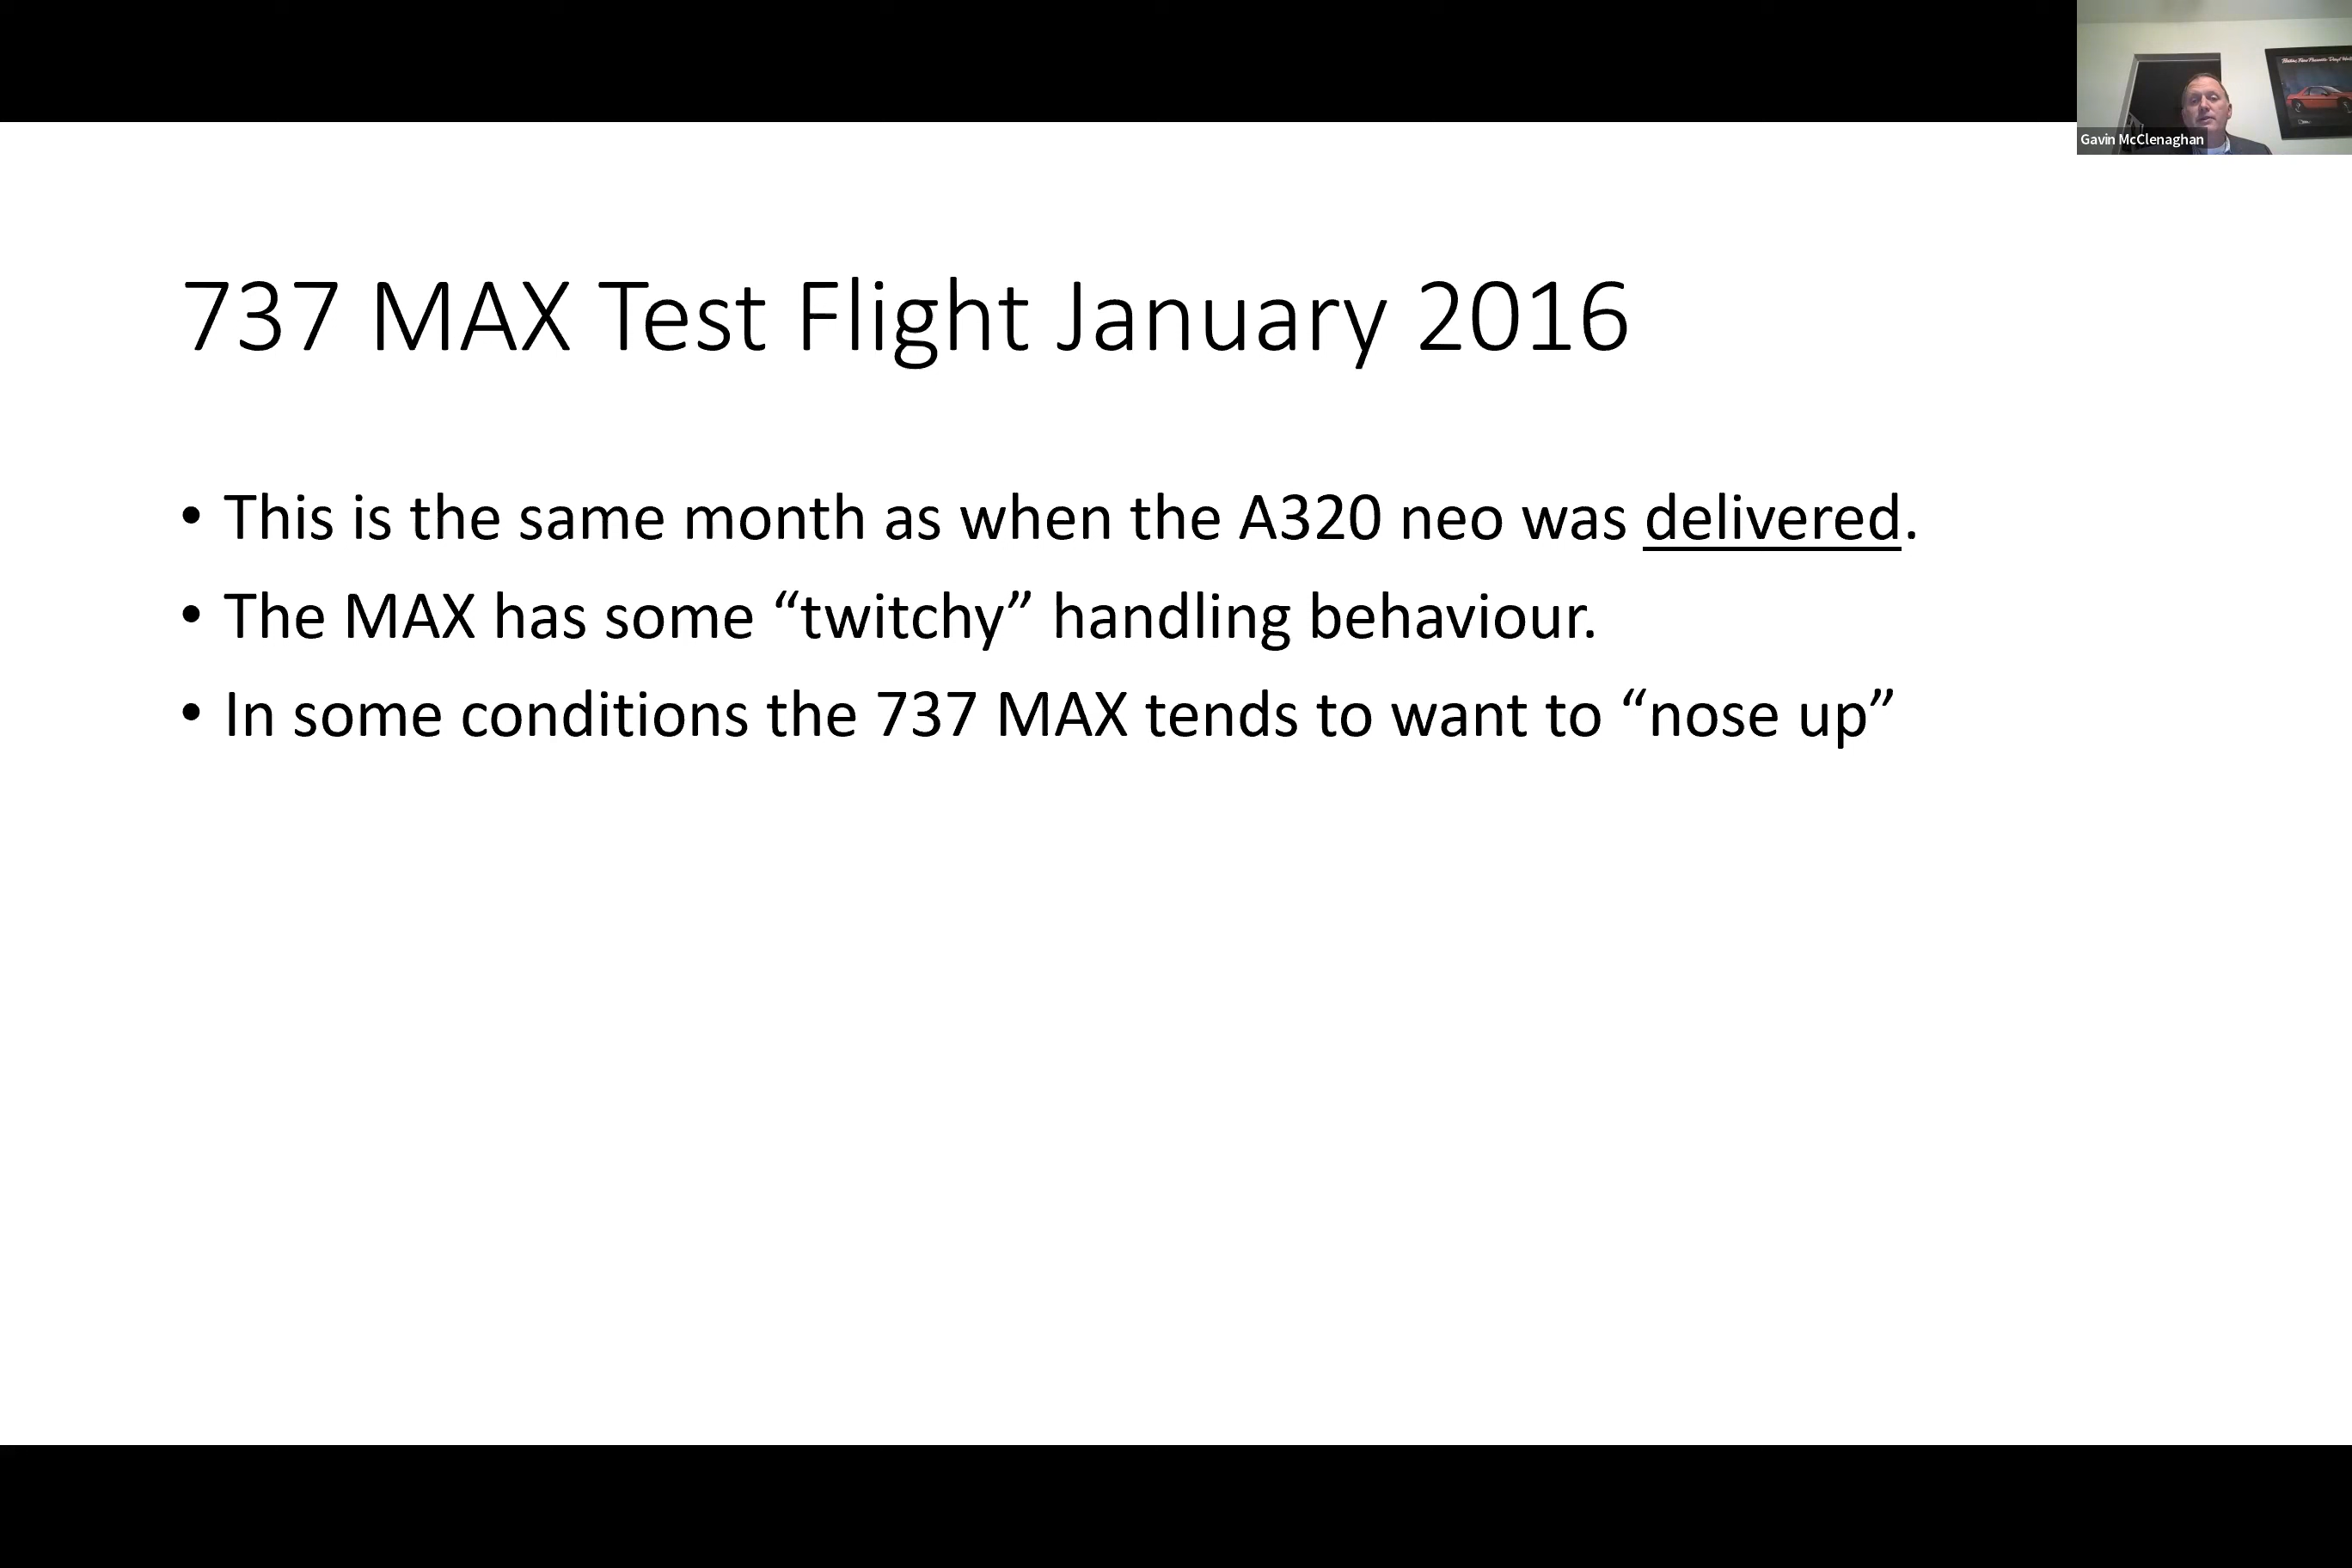 Gavin McClenaghan
737 MAX Test Flight January 2016
• This is the same month as when the A320 neo was delivered.
• The MAX has some “twitchy” handling behaviour.
• In some conditions the 737 MAX tends to want to “nose up”